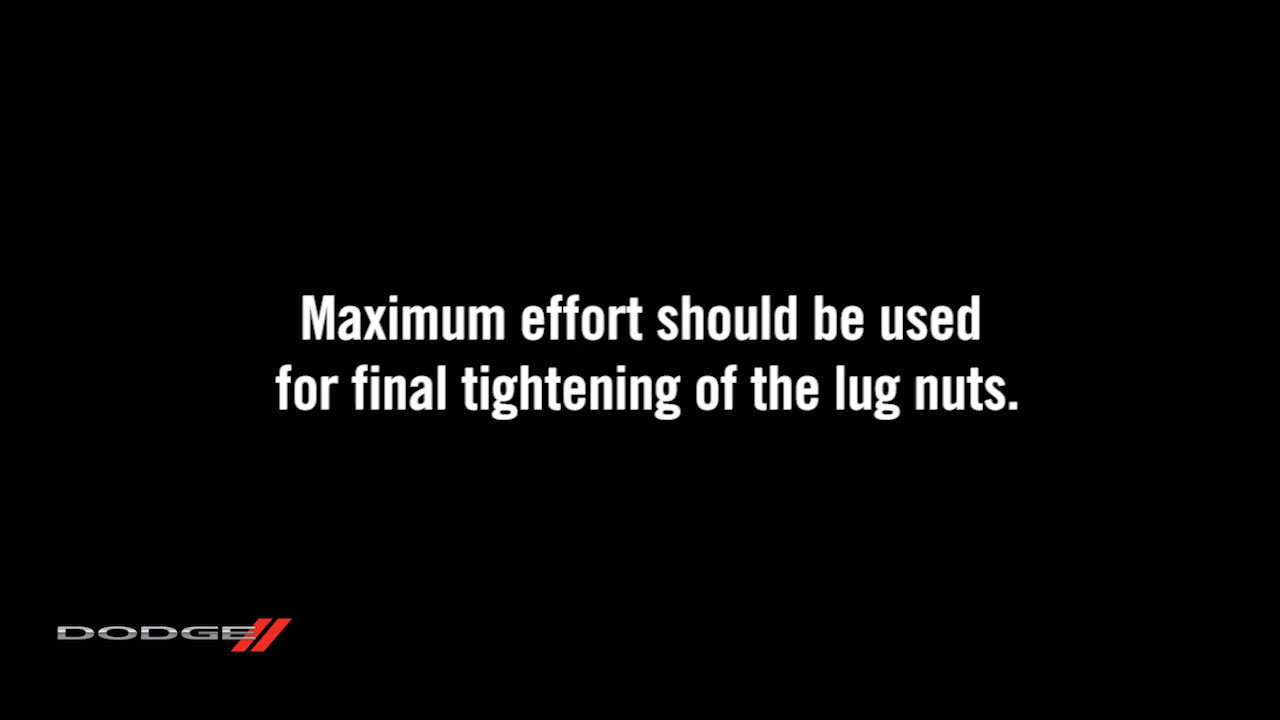 Maximum effort should be used
for final tightening of the lug nuts.
DODGE